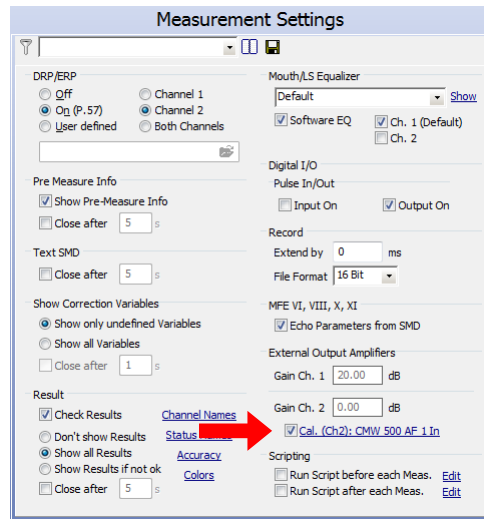 Measurement Settings
DRP/ERP
Off
Channel 1
On (P.57)
Channel 2
User defined
Both Channels
Pre Measure Info
Show Pre-Measure Info
Close after 5 s
Text SMD
Close after 5 s
Show Correction Variables
Show only undefined Variables
Show all Variables
Close after 1 s
Result
Check Results
Channel Names
Don't show Results
Status Names
Show all Results
Accuracy
Show Results if not ok
Colors
Close after 5 s
Mouth/LS Equalizer
Default
Show
Software EQ
Ch. 1 (Default)
Ch. 2
Digital I/O
Pulse In/Out
Input On
Output On
Record
Extend by 0 ms
File Format 16 Bit
MFE VI, VIII, X, XI
Echo Parameters from SMD
External Output Amplifiers
Gain Ch. 1 20.00 dB
Gain Ch. 2 0.00 dB
Cal. (Ch2): CMW 500 AF 1 In
Scripting
Run Script before each Meas. Edit
Run Script after each Meas. Edit